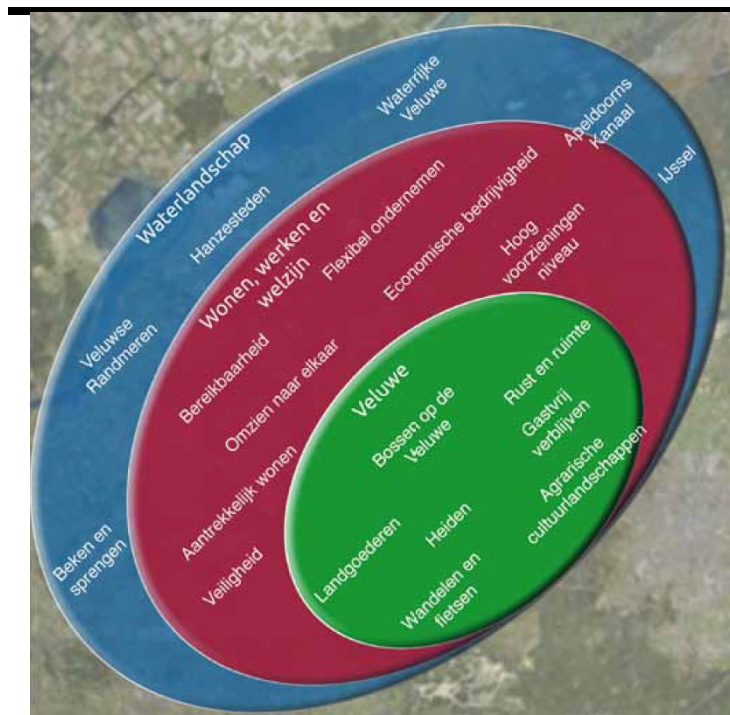 Waterlandschap
Hanzesteden
Waterrijke
Veluwe
Apeldoorns
Kanaal
IJssel
Veluwse
Randmeren
Beken en
sprengen
Wonen, werken en
welzijn
Flexibel ondernemen
Economische bedrijvigheid
Hoog
voorzieningen
niveau
Bereikbaarheid
Omzien naar elkaar
Aantrekkelijk wonen
Veiligheid
Veluwe
Bossen op de
Veluwe
Rust en ruimte
Gastvrij
verblijven
Agrarische
cultuurlandschappen
Landgoederen
Heiden
Wandelen en
fietsen